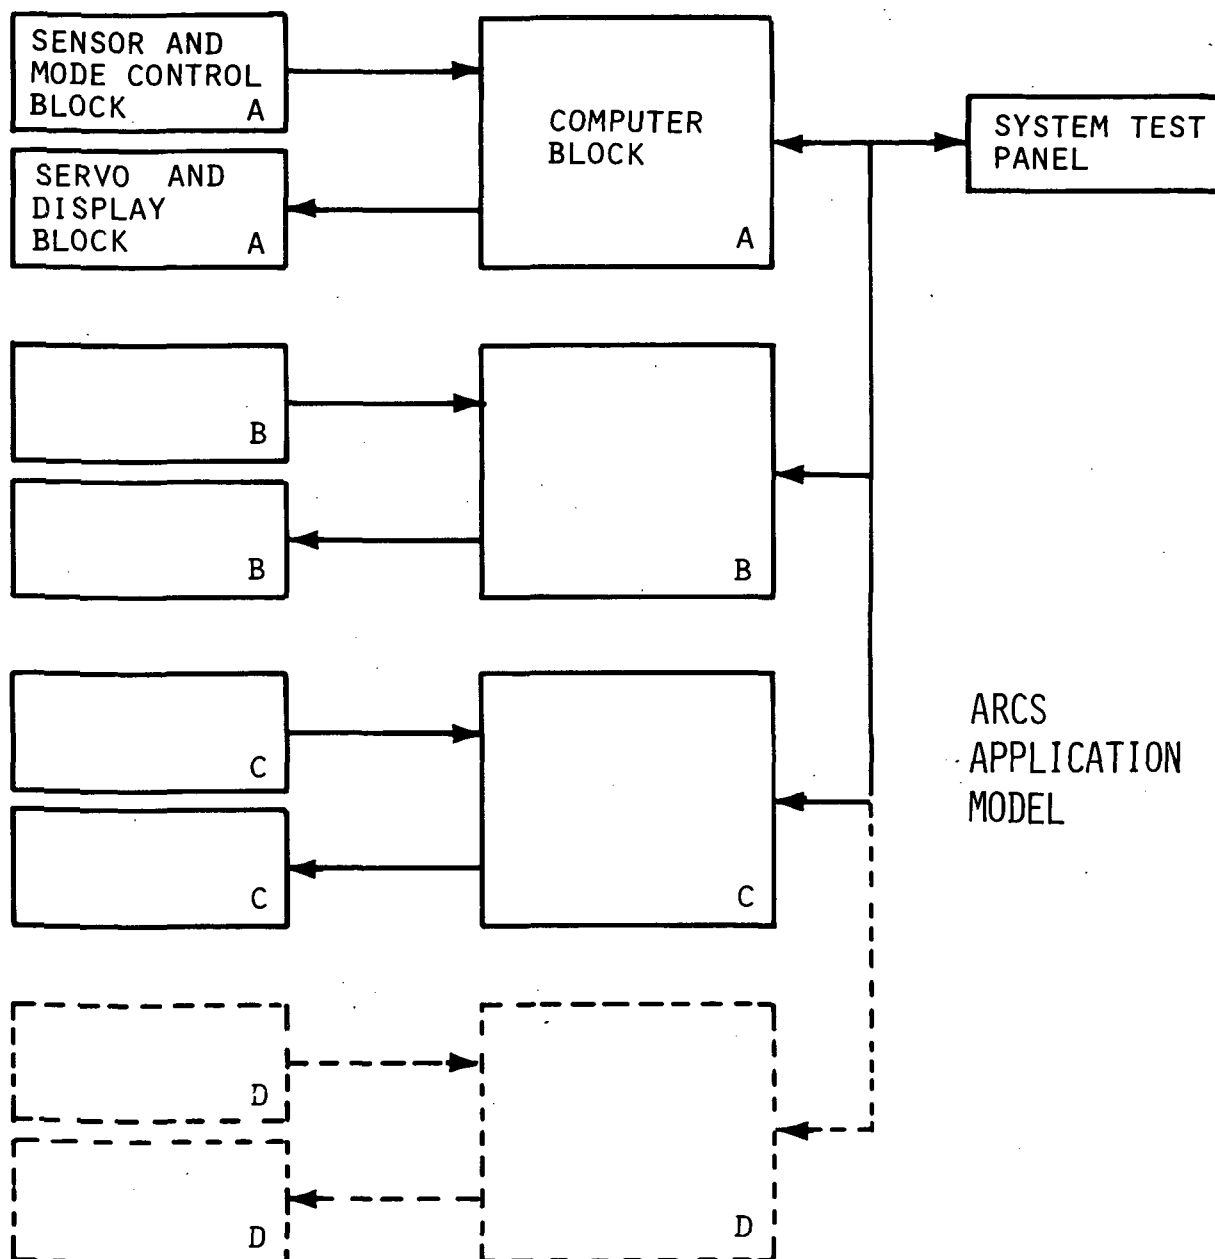 SENSOR AND
MODE CONTROL
BLOCK A
SERVO AND
DISPLAY
BLOCK A
COMPUTER
BLOCK
A
SYSTEM TEST
PANEL
B
B
B
C
C
C
ARCS
APPLICATION
MODEL
D
D
D